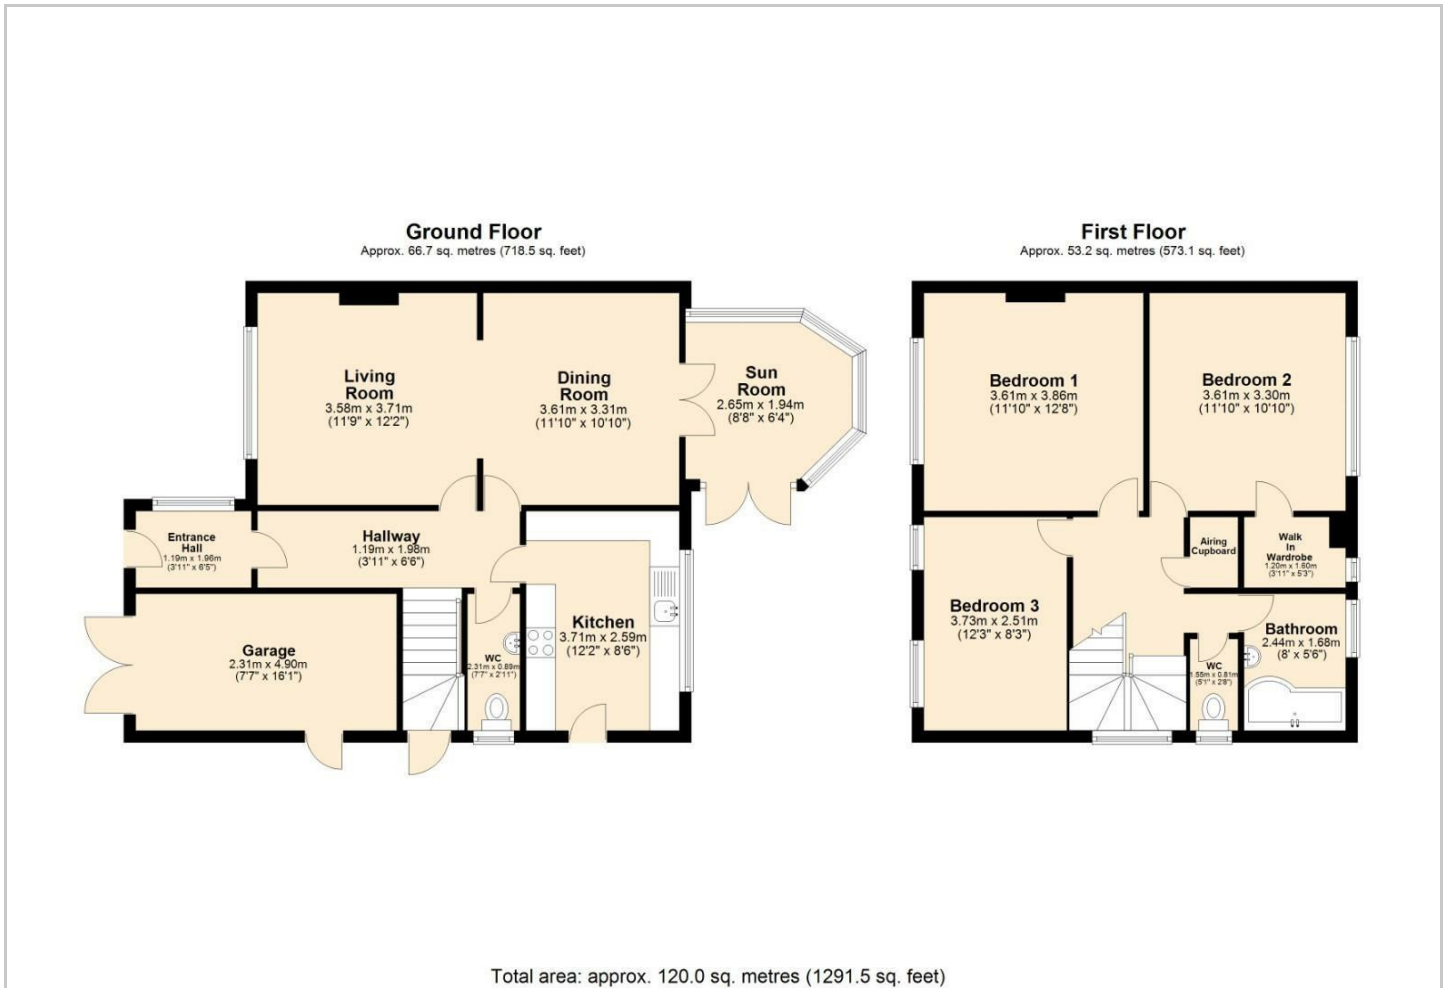 Ground Floor
Approx. 66.7 sq. metres (718.5 sq. feet)
Living
Room
3.58m x 3.71m
(11'9" x 12'2")
Dining
Room
3.61m x 3.31m
(11'10" x 10'10")
Sun
Room
2.65m x 1.94m
(8'8" x 6'4")
Entrance
Hall
1.19m x 1.96m
(3'11" x 6'5")
Hallway
1.19m x 1.98m
(3'11" x 6'6")
Garage
2.31m x 4.90m
(7'7" x 16'1")
WC
2.31m x 0.89m
(7'7" x 2'11")
Kitchen
3.71m x 2.59m
(12'2" x 8'6")
First Floor
Approx. 53.2 sq. metres (573.1 sq. feet)
Bedroom 1
3.61m x 3.86m
(11'10" x 12'8")
Bedroom 2
3.61m x 3.30m
(11'10" x 10'10")
Airing
Cupboard
Walk
In
Wardrobe
1.20m x 1.60m
(3'11" x 5'3")
Bedroom 3
3.73m x 2.51m
(12'3" x 8'3")
WC
x 0.81m
(5'1" x 2'8")
Bathroom
2.44m x 1.68m
(8' x 5'6")
Total area: approx. 120.0 sq. metres (1291.5 sq. feet)